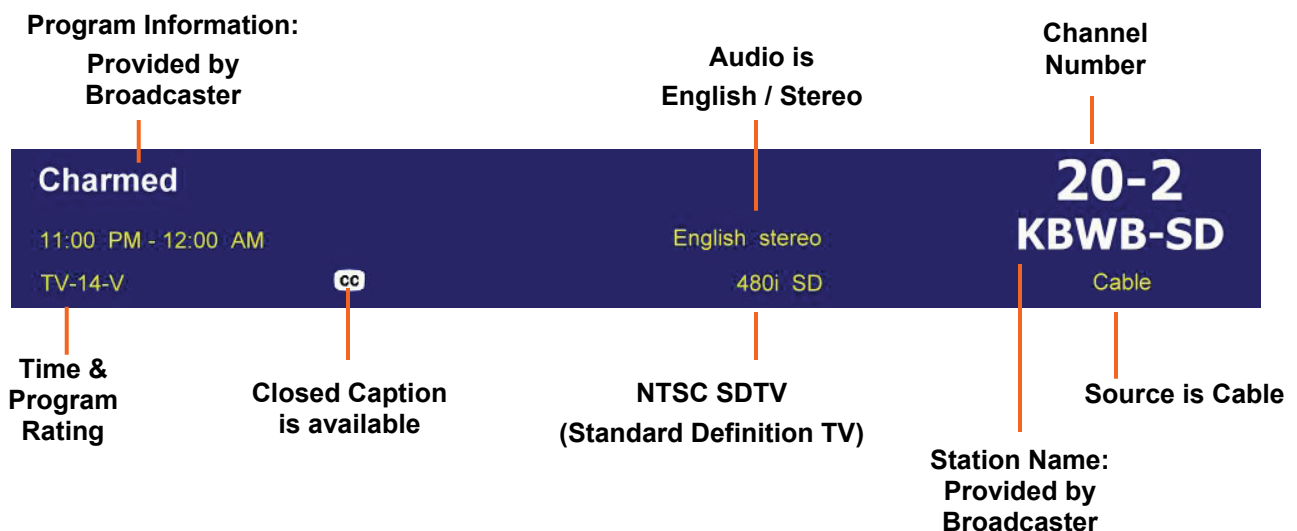 Program Information:
Provided by
Broadcaster
Audio is
English / Stereo
Channel
Number
Charmed
20-2
11:00 PM - 12:00 AM
English stereo
KBWB-SD
TV-14-V
cc
480i SD
Cable
Time &
Program
Rating
Closed Caption
is available
NTSC SDTV
(Standard Definition TV)
Source is Cable
Station Name:
Provided by
Broadcaster